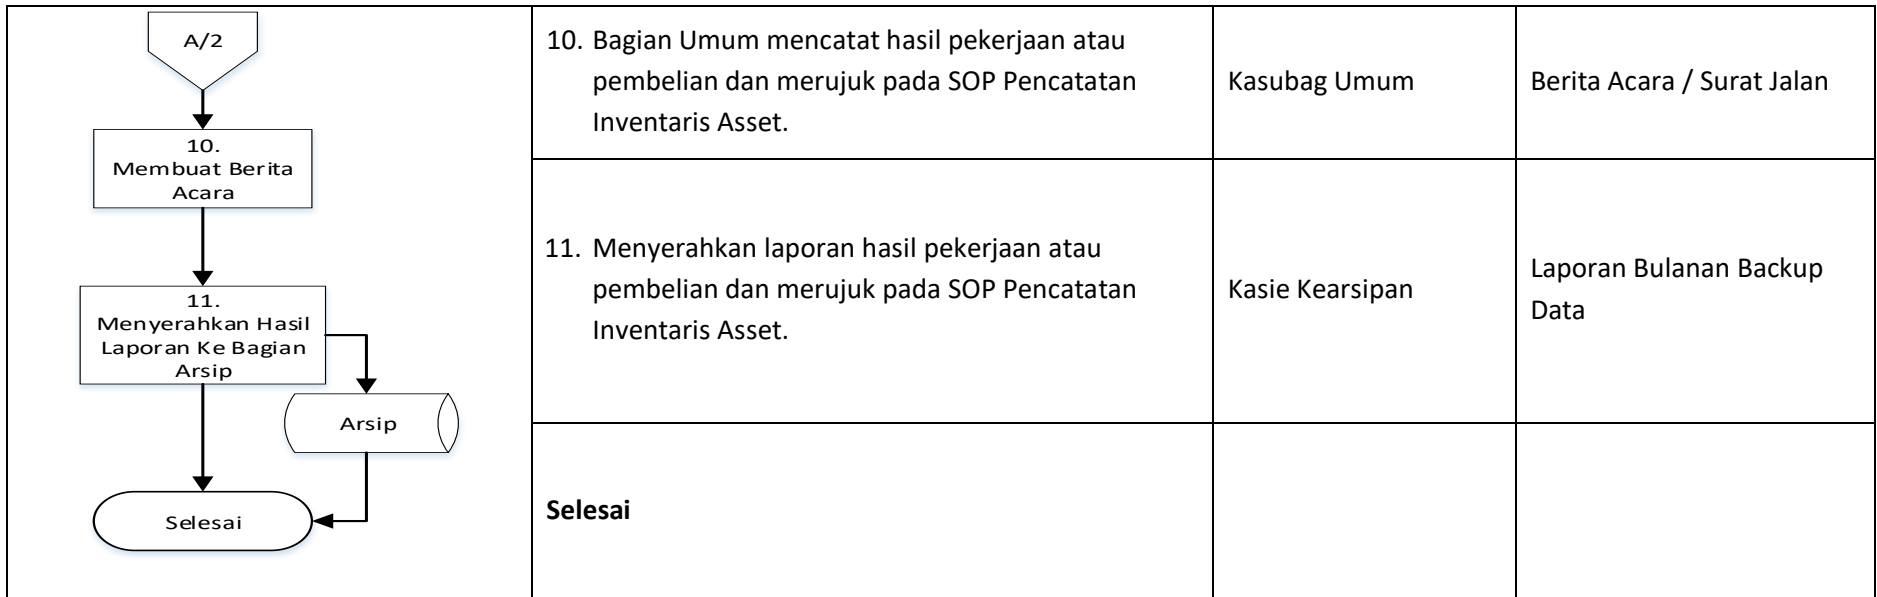 A/2
10.
Membuat Berita
Acara
11.
Menyerahkan Hasil
Laporan Ke Bagian
Arsip
Arsip
Selesai
10. Bagian Umum mencatat hasil pekerjaan atau
pembelian dan merujuk pada SOP Pencatatan
Inventaris Asset.
Kasubag Umum
Berita Acara / Surat Jalan
11. Menyerahkan laporan hasil pekerjaan atau
pembelian dan merujuk pada SOP Pencatatan
Inventaris Asset.
Kasie Kearsipan
Laporan Bulanan Backup
Data
Selesai